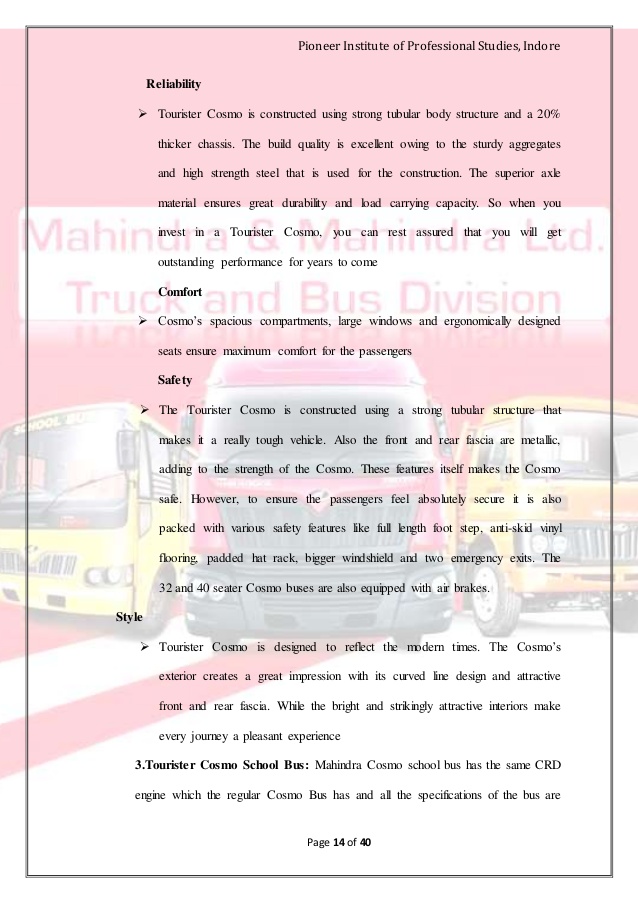 Pioneer Institute of Professional Studies, Indore
Reliability
➢ Tourister Cosmo is constructed using strong tubular body structure and a 20%
thicker chassis. The build quality is excellent owing to the sturdy aggregates
and high strength steel that is used for the construction. The superior axle
material ensures great durability and load carrying capacity. So when you
invest in a Tourister Cosmo, you can rest assured that you will get
outstanding performance for years to come
Mahindra & Mahindra Ltd.
Truck and Bus Division
Comfort
➢ Cosmo's spacious compartments, large windows and ergonomically designed
seats ensure maximum comfort for the passengers
Safety
➢ The Tourister Cosmo is constructed using a strong tubular structure that
makes it a really tough vehicle. Also the front and rear fascia are metallic,
adding to the strength of the Cosmo. These features itself makes the Cosmo
safe. However, to ensure the passengers feel absolutely secure it is also
packed with various safety features like full length foot step, anti-skid vinyl
flooring, padded hat rack, bigger windshield and two emergency exits. The
32 and 40 seater Cosmo buses are also equipped with air brakes.
SCHOOL BUS
Style
➢ Tourister Cosmo is designed to reflect the modern times. The Cosmo's
exterior creates a great impression with its curved line design and attractive
front and rear fascia. While the bright and strikingly attractive interiors make
every journey a pleasant experience
3.Tourister Cosmo School Bus: Mahindra Cosmo school bus has the same CRD
engine which the regular Cosmo Bus has and all the specifications of the bus are
Page 14 of 40